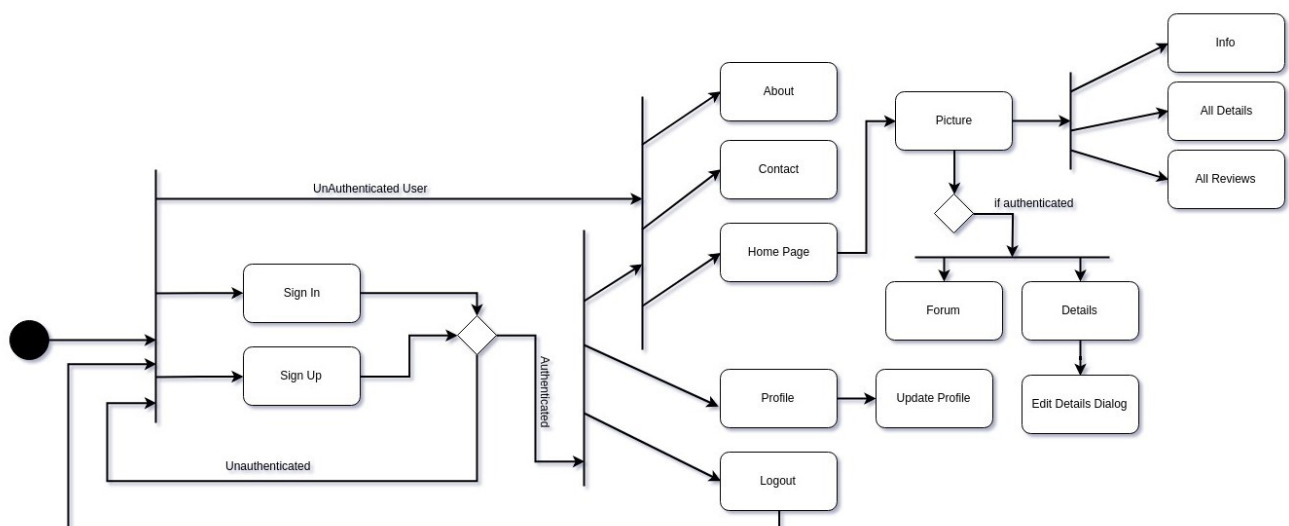 Info
About
Picture
All Details
Contact
All Reviews
UnAuthenticated User
if authenticated
Home Page
Sign In
Forum
Details
Sign Up
Authenticated
Profile
Update Profile
Edit Details Dialog
Unauthenticated
Logout